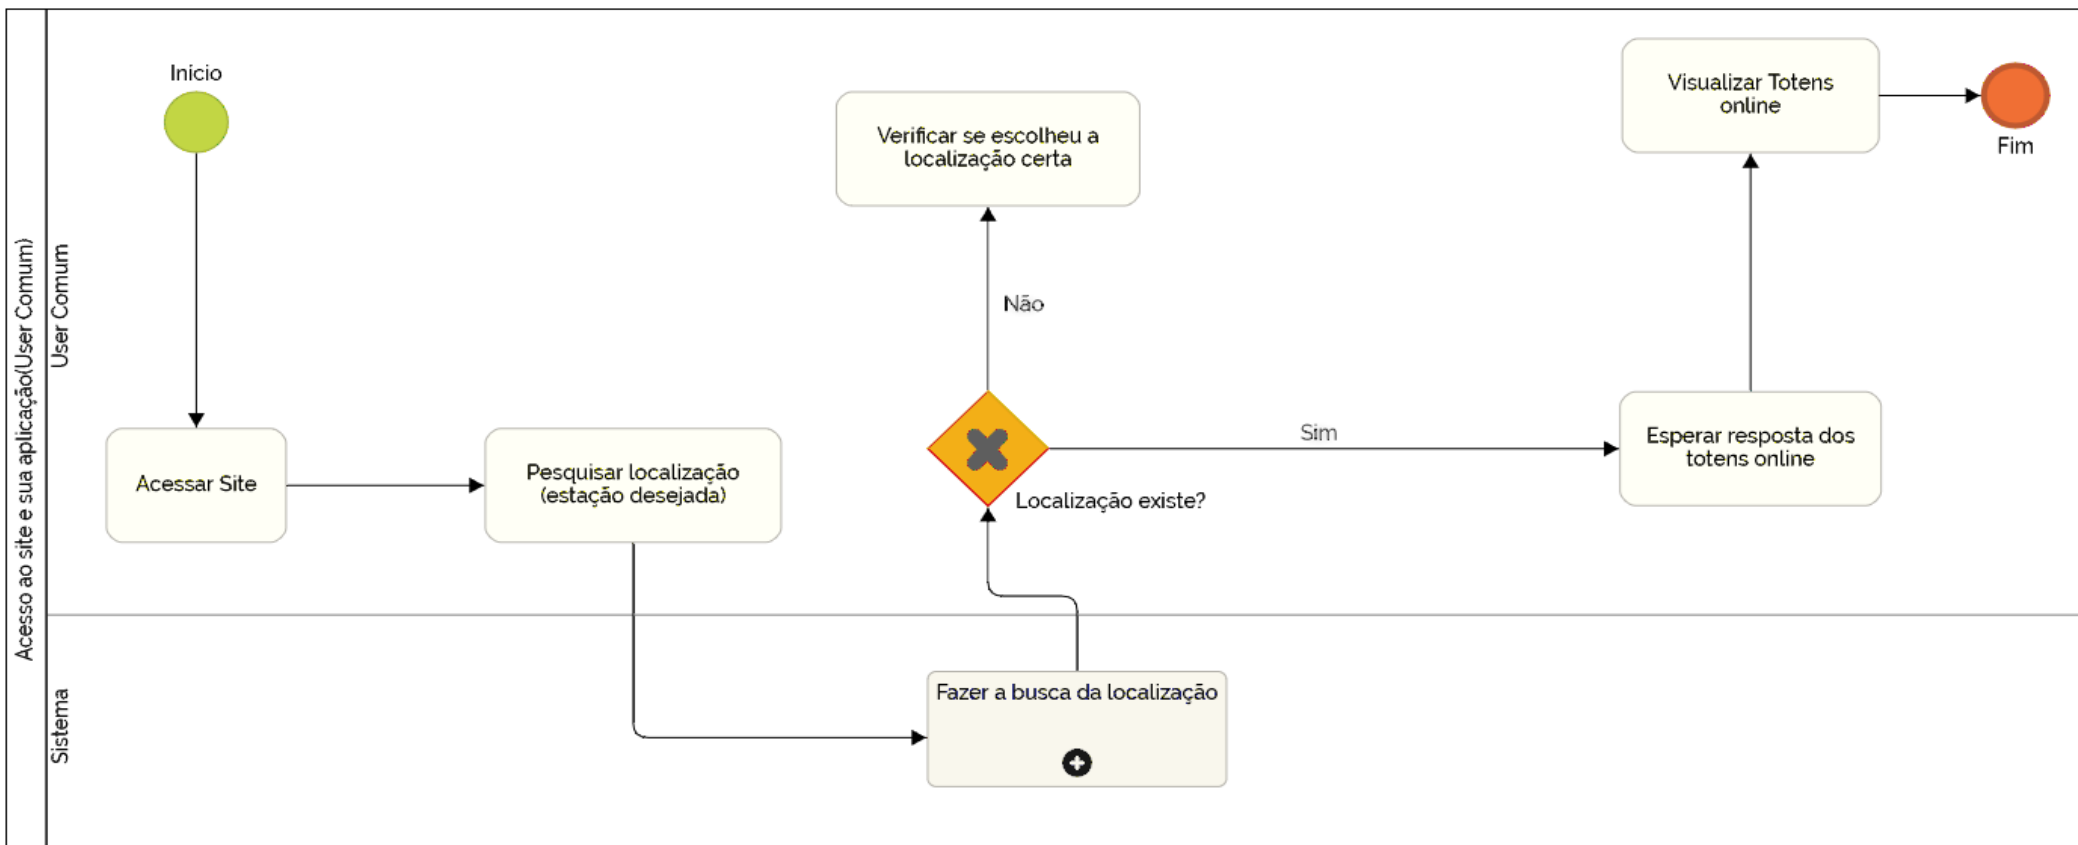 Acesso ao site e sua aplicação(User Comum)
User Comum
Início
Acessar Site
Pesquisar localização
(estação desejada)
Verificar se escolheu a
localização certa
Não
Localização existe?
Sim
Esperar resposta dos
totens online
Visualizar Totens
online
Fim
Sistema
Fazer a busca da localização